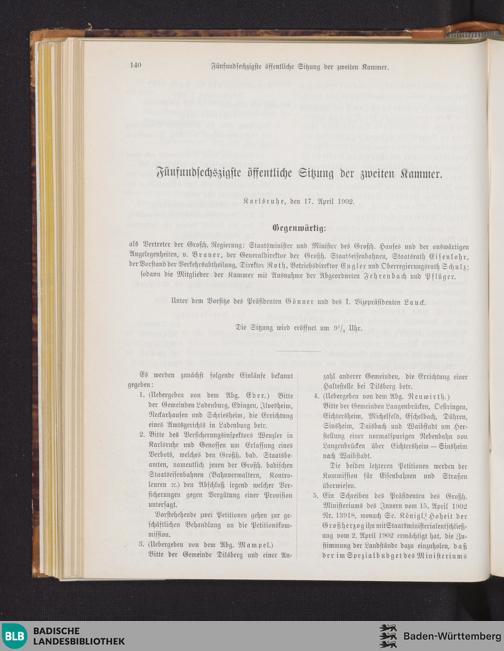 140
Fünfundsechzigste öffentliche Sitzung der zweiten Kammer.
Fünfundsechszigste öffentliche Sitzung der zweiten Kammer.
Karlsruhe, den 17. April 1902.
Gegenwärtig:
als Vertreter der Großh. Regierung: Staatsminister und Minister des Großh. Hauses und der auswärtigen
Angelegenheiten, v. Brauer, der Generaldirektor der Großh. Staatseisenbahnen, Staatsrath Eisenlohr,
der Vorstand der Verkehrsabtheilung, Direktor Roth, Betriebsdirektor Engler und Oberregierungsrath Schulz;
sodann die Mitglieder der Kammer mit Ausnahme der Abgeordneten Fehrenbach und Pflüger.
Unter dem Vorsitze des Präsidenten Gönner und des I. Vizepräsidenten Lauck.
Die Sitzung wird eröffnet um 9¼ Uhr.
Es werden zunächst folgende Einläufe bekannt
gegeben:
1. (Uebergeben von dem Abg. Eder.) Bitte
der Gemeinden Ladenburg, Edingen, Ilvesheim,
Neckarhausen und Schriesheim, die Errichtung
eines Amtsgerichts in Ladenburg betr.
2. Bitte des Versicherungsinspektors Wenzler in
Karlsruhe und Genossen um Erlassung eines
Verbots, welches den Großh. bad. Staatsbe-
amten, namentlich jenen der Großh. badischen
Staatseisenbahnen (Bahnverwaltern, Kontro-
leuren ꝛc.) den Abschluß irgend welcher Ver-
sicherungen gegen Vergütung einer Provision
untersagt.
Vorstehehende zwei Petitionen gehen zur ge-
schäftlichen Behandlung an die Petitionskom-
mission.
3. (Uebergeben von dem Abg. Mampel.)
Bitte der Gemeinde Dilsberg und einer An-
zahl anderer Gemeinden, die Errichtung einer
Haltestelle bei Dilsberg betr.
4. (Uebergeben von dem Abg. Neuwirth.)
Bitte der Gemeinden Langenbrücken, Oestringen,
Eichtersheim, Michelfeld, Eichelbach, Dühren,
Sinsheim, Daisbach und Waibstadt um Her-
stellung einer normalspurigen Nebenbahn von
Langenbrücken über Eichtersheim — Sinsheim
nach Waibstadt.
Die beiden letzteren Petitionen werden der
Kommission für Eisenbahnen und Straßen
überwiesen.
5. Ein Schreiben des Präsidenten des Großh.
Ministeriums des Innern vom 15. April 1902
Nr. 13918, wonach Se. Königl. Hoheit der
Großherzog ihn mit Staatsministerialentschließ-
ung vom 2. April 1902 ermächtigt hat, die Zu-
stimmung der Landstände dazu einzuholen, daß
der im Spezialbudget des Ministeriums
BLB
BADISCHE
LANDESBIBLIOTHEK
Baden-Württemberg